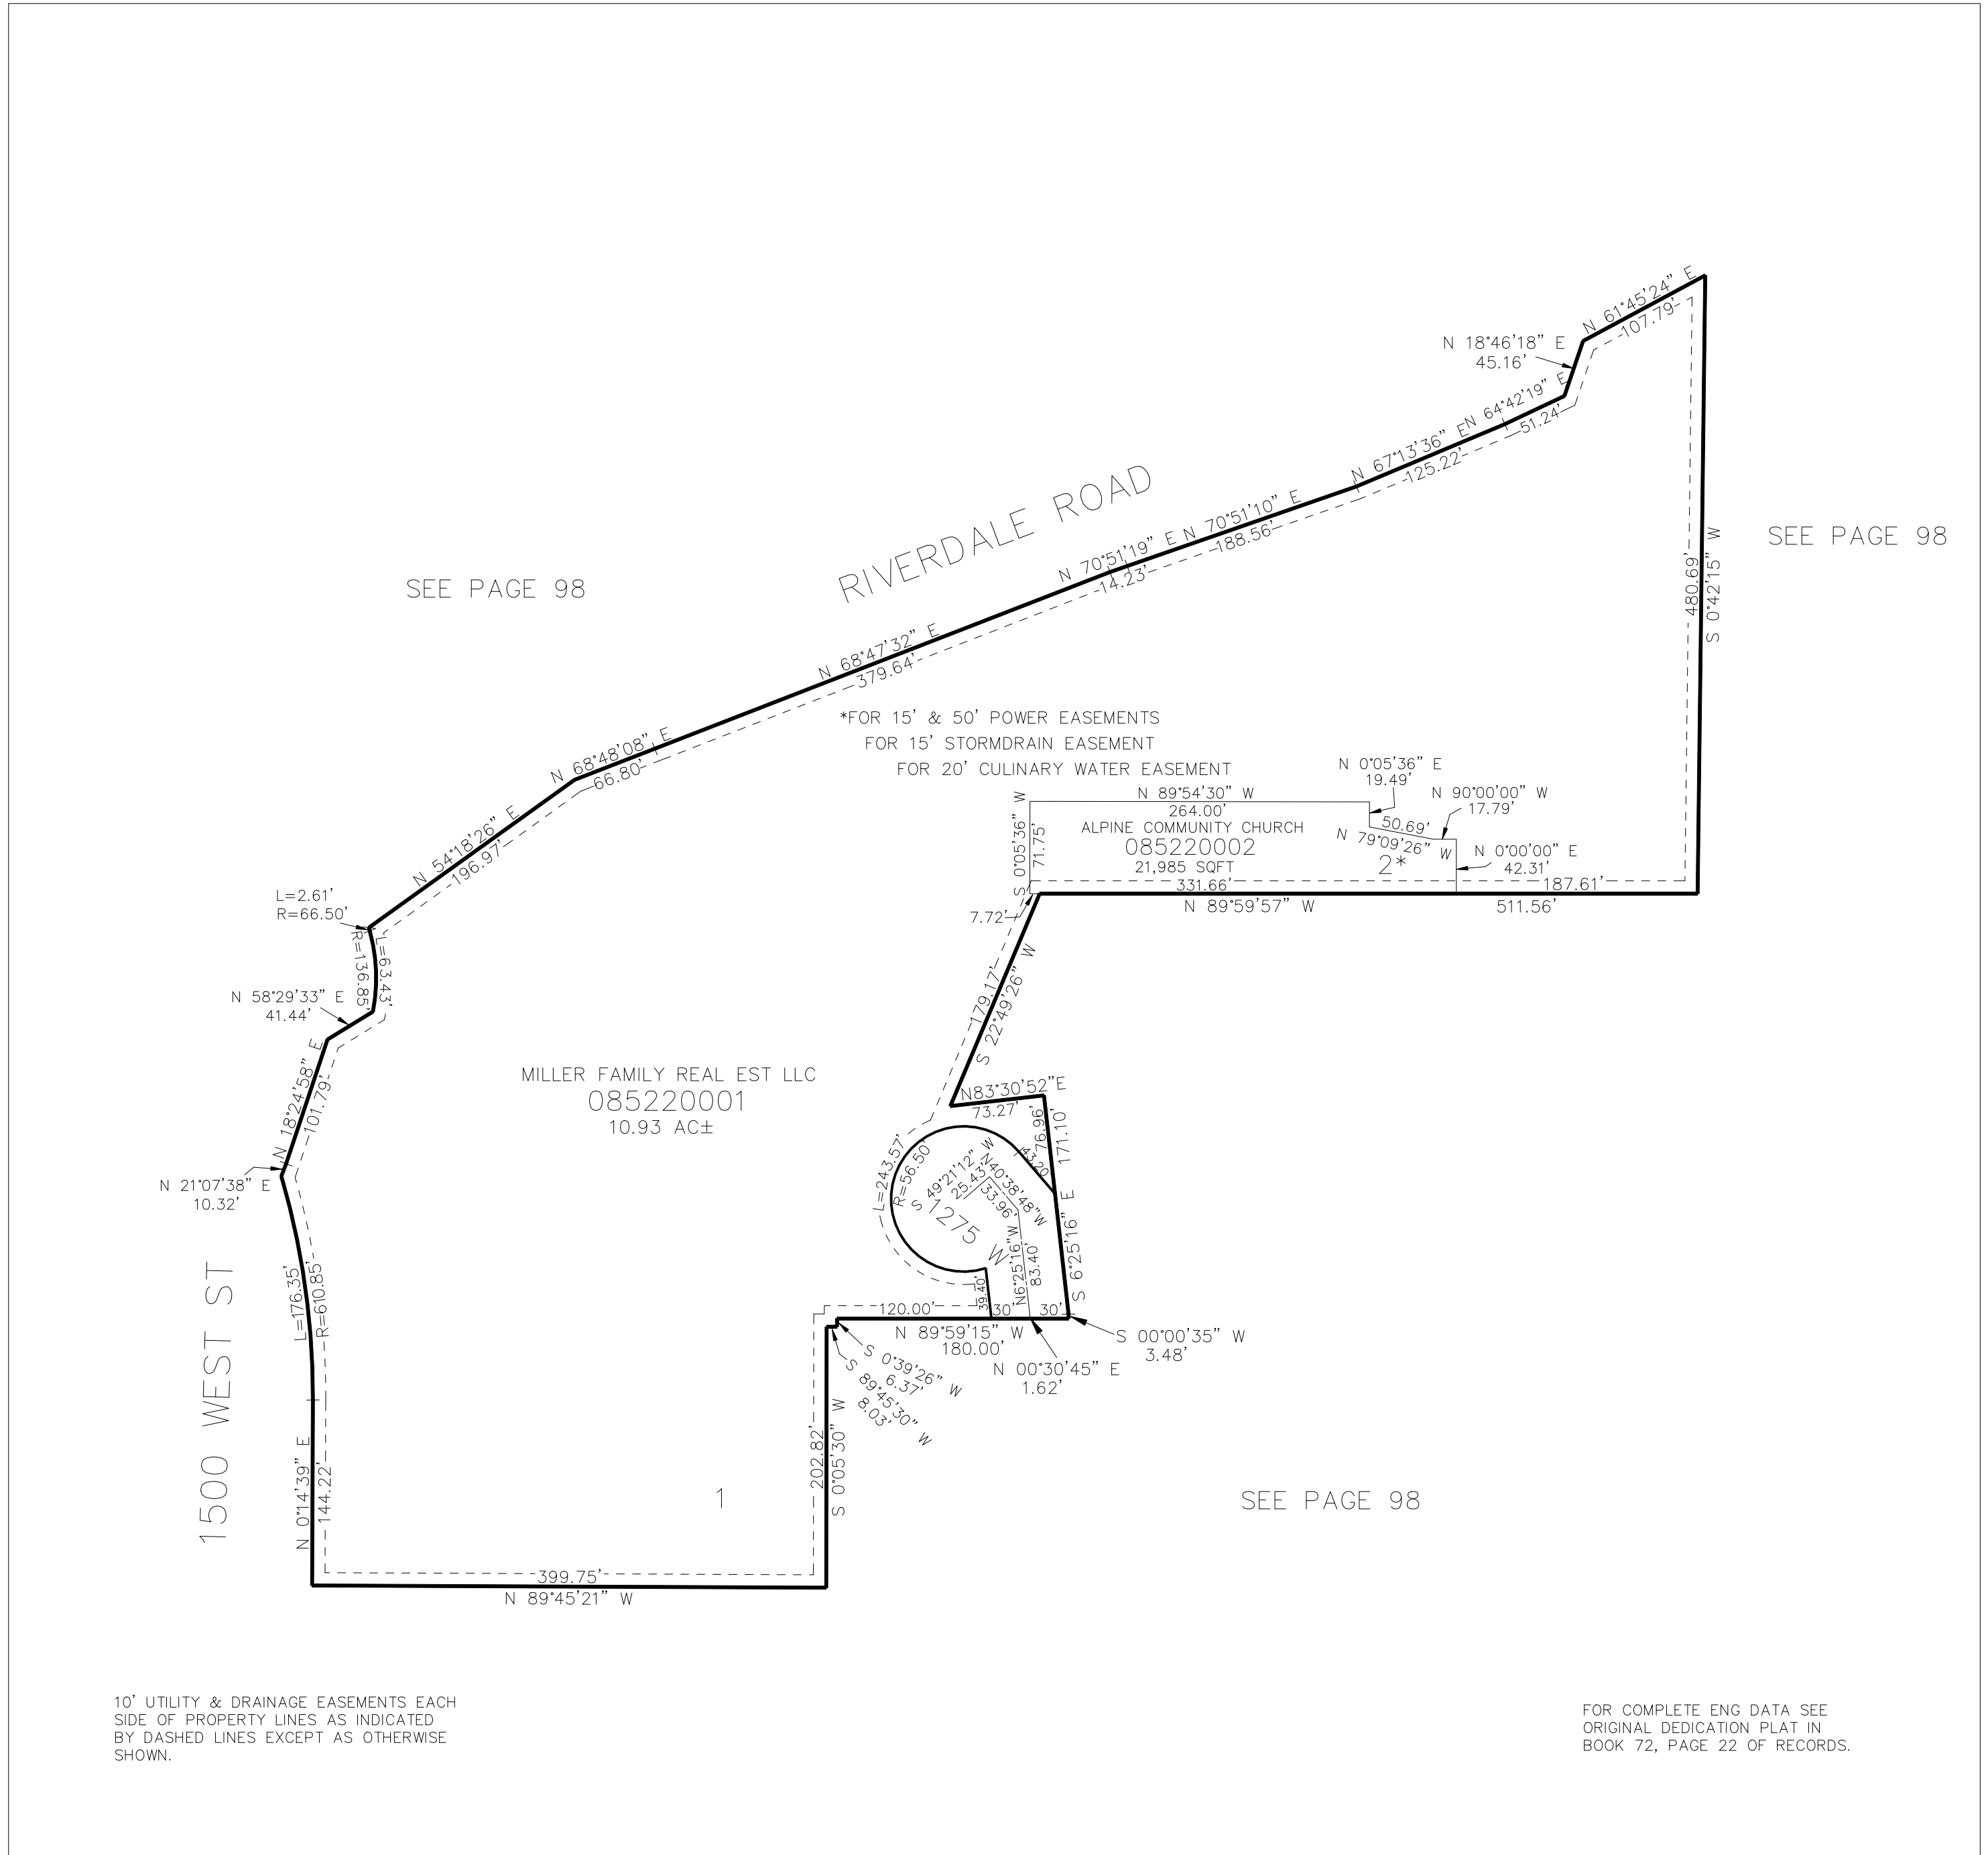 N 61°45'24" E
107.79'
N 18°46'18" E
45.16'
N 64°42'19" E
51.24'
N 67°13'36" E
125.22'
RIVERDALE ROAD
N 70°51'10" E
188.56'
N 70°51'19" E
14.23'
SEE PAGE 98
SEE PAGE 98
480.69'
S 0°42'15" W
N 68°47'32" E
379.64'
*FOR 15' & 50' POWER EASEMENTS
FOR 15' STORMDRAIN EASEMENT
FOR 20' CULINARY WATER EASEMENT
N 68°48'08" E
66.80'
N 0°05'36" E
19.49'
N 90°00'00" W
17.79'
N 89°54'30" W
264.00'
S 0°05'36" W
71.75'
ALPINE COMMUNITY CHURCH
085220002
21,985 SQFT
50.69'
N 79°09'26" W
2*
N 0°00'00" E
42.31'
331.66'
187.61'
N 89°59'57" W
511.56'
7.72'
N 54°18'26" E
196.97'
L=2.61'
R=66.50'
R=136.85'
L=63.43'
N 58°29'33" E
41.44'
179.17'
S 22°49'26" W
N 18°24'58" E
101.79'
MILLER FAMILY REAL EST LLC
085220001
10.93 AC±
N83°30'52"E
73.27'
76.96'
171.10'
43.20'
L=243.57'
R=56.50'
S 49°21'12" W
25.43'
N40°38'48"W
33.96'
1275 W
N6°25'16"W
83.40'
S 6°25'16" E
N 21°07'38" E
10.32'
1500 WEST ST
L=176.35'
R=610.85'
39.40'
120.00'
30'
30'
N 89°59'15" W
180.00'
S 00°00'35" W
3.48'
N 00°30'45" E
1.62'
S 0°39'26" W
6.37'
S 89°45'30" W
8.03'
202.82'
S 0°05'30" W
N 0°14'39" E
144.22'
1
SEE PAGE 98
399.75'
N 89°45'21" W
10' UTILITY & DRAINAGE EASEMENTS EACH
SIDE OF PROPERTY LINES AS INDICATED
BY DASHED LINES EXCEPT AS OTHERWISE
SHOWN.
FOR COMPLETE ENG DATA SEE
ORIGINAL DEDICATION PLAT IN
BOOK 72, PAGE 22 OF RECORDS.